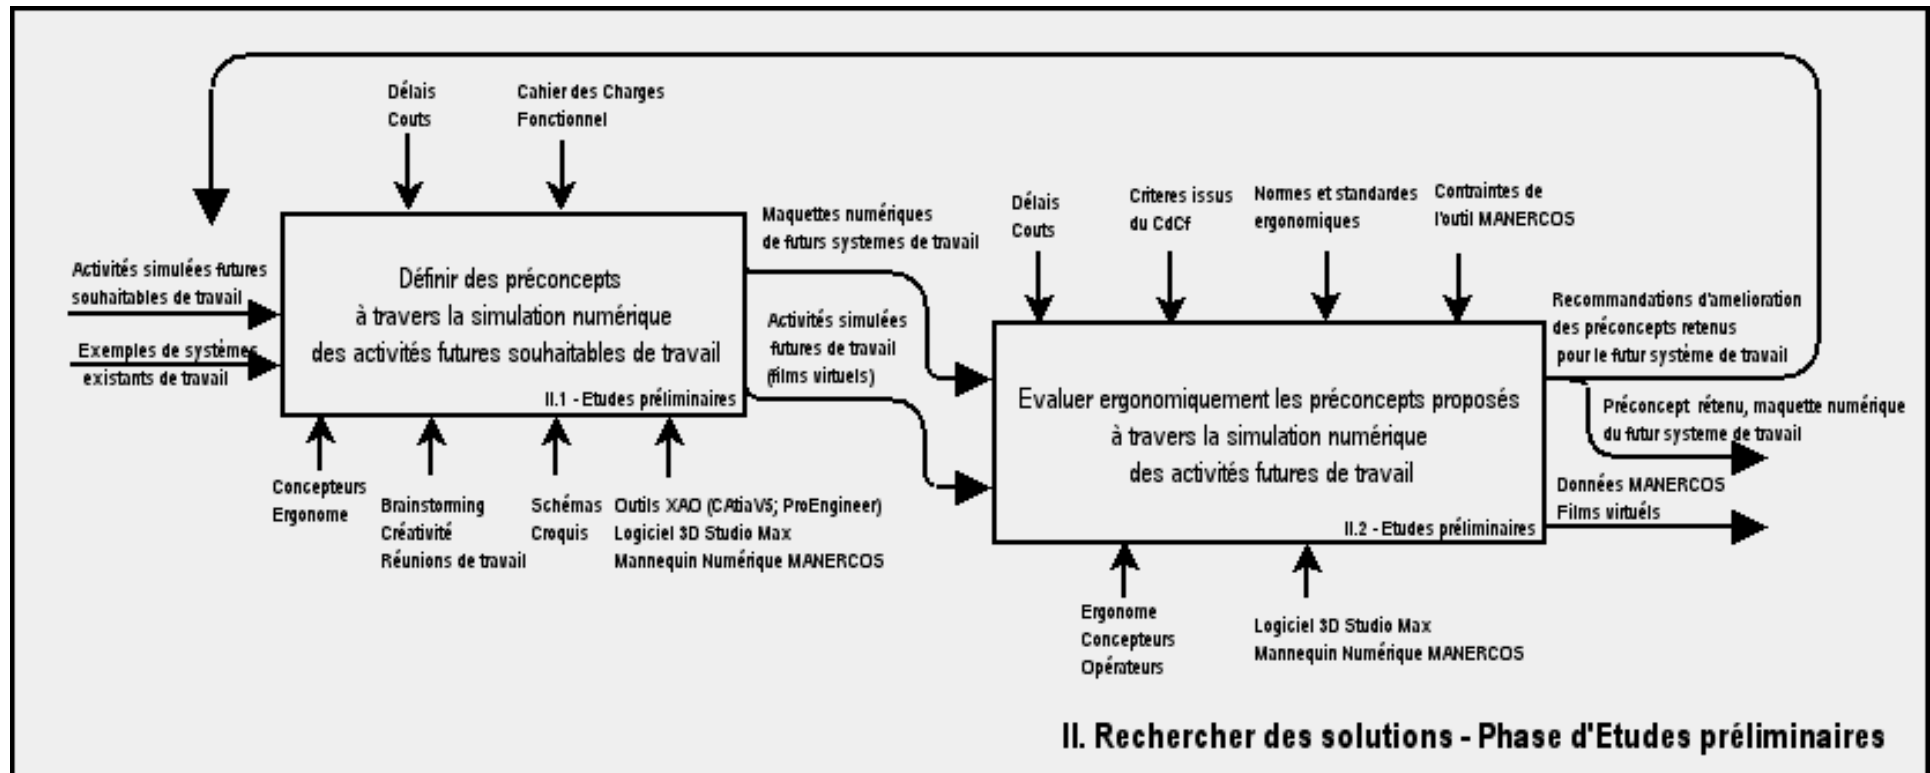 Délais
Couts
Cahier des Charges
Fonctionnel
Activités simulées futures
souhaitables de travail
Exemples de systèmes
existants de travail
Définir des préconcepts
à travers la simulation numérique
des activités futures souhaitables de travail
II.1 - Etudes préliminaires
Concepteurs
Ergonome
Brainstorming
Créativité
Réunions de travail
Schémas
Croquis
Outils XAO (CAtiaV5; ProEngineer)
Logiciel 3D Studio Max
Mannequin Numérique MANERCOS
Maquettes numériques
de futurs systemes de travail
Activités simulées
futures de travail
(films virtuels)
Délais
Couts
Criteres issus
du CdCf
Normes et standardes
ergonomiques
Contraintes de
l'outil MANERCOS
Evaluer ergonomiquement les préconcepts proposés
à travers la simulation numérique
des activités futures de travail
II.2 - Etudes préliminaires
Ergonome
Concepteurs
Opérateurs
Logiciel 3D Studio Max
Mannequin Numérique MANERCOS
Recommandations d'amelioration
des préconcepts retenus
pour le futur système de travail
Préconcept rétenu, maquette numérique
du futur systeme de travail
Données MANERCOS
Films virtuéls
II. Rechercher des solutions - Phase d'Etudes préliminaires